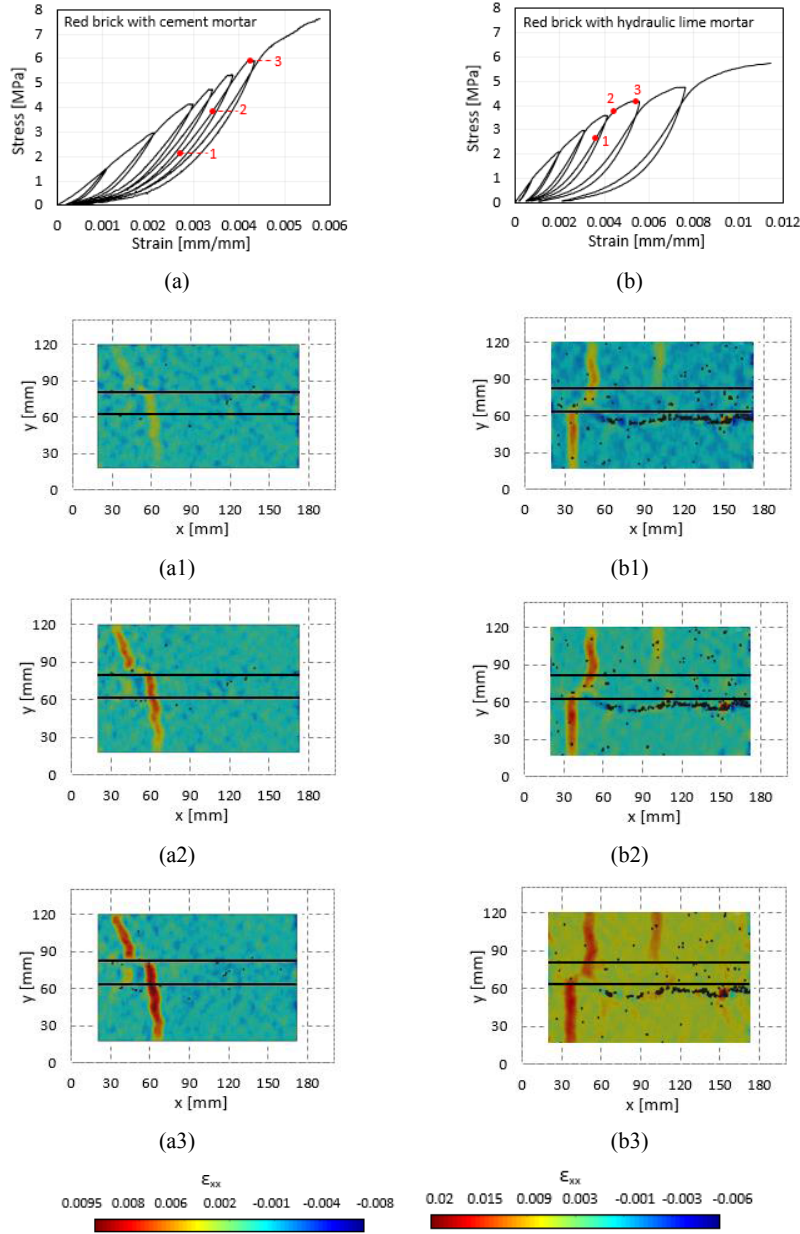 Red brick with cement mortar
Stress [MPa]
8
7
6
5
4
3
2
1
0
3
2
1
0 0.001 0.002 0.003 0.004 0.005 0.006
Strain [mm/mm]
(a)
Red brick with hydraulic lime mortar
Stress [MPa]
8
7
6
5
4
3
2
1
0
2
3
1
0 0.002 0.004 0.006 0.008 0.01 0.012
Strain [mm/mm]
(b)
y [mm]
120
90
60
30
0
0 30 60 90 120 150 180
x [mm]
(a1)
y [mm]
120
90
60
30
0
0 30 60 90 120 150 180
x [mm]
(b1)
y [mm]
120
90
60
30
0
0 30 60 90 120 150 180
x [mm]
(a2)
y [mm]
120
90
60
30
0
0 30 60 90 120 150 180
x [mm]
(b2)
y [mm]
120
90
60
30
0
0 30 60 90 120 150 180
x [mm]
(a3)
y [mm]
120
90
60
30
0
0 30 60 90 120 150 180
x [mm]
(b3)
εxx
0.0095 0.008 0.006 0.002 -0.001 -0.004 -0.008
εxx
0.02 0.015 0.009 0.003 -0.001 -0.003 -0.006